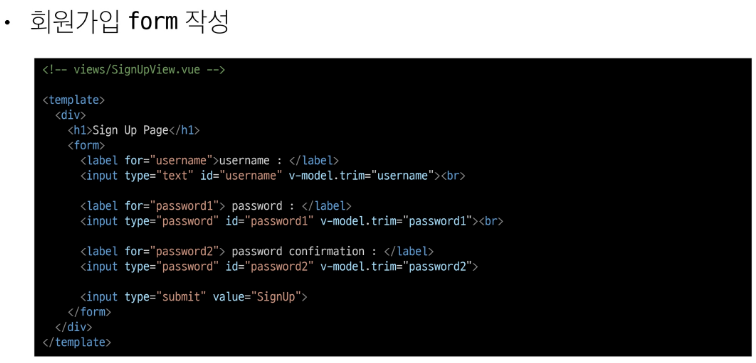 • 회원가입 form 작성
<!-- views/SignUpView.vue -->
<template>
<div>
<h1>Sign Up Page</h1>
<form>
<label for="username">username : </label>
<input type="text" id="username" v-model.trim="username"><br>
<label for="password1"> password : </label>
<input type="password" id="password1" v-model.trim="password1"><br>
<label for="password2"> password confirmation : </label>
<input type="password" id="password2" v-model.trim="password2">
<input type="submit" value="SignUp">
</form>
</div>
</template>